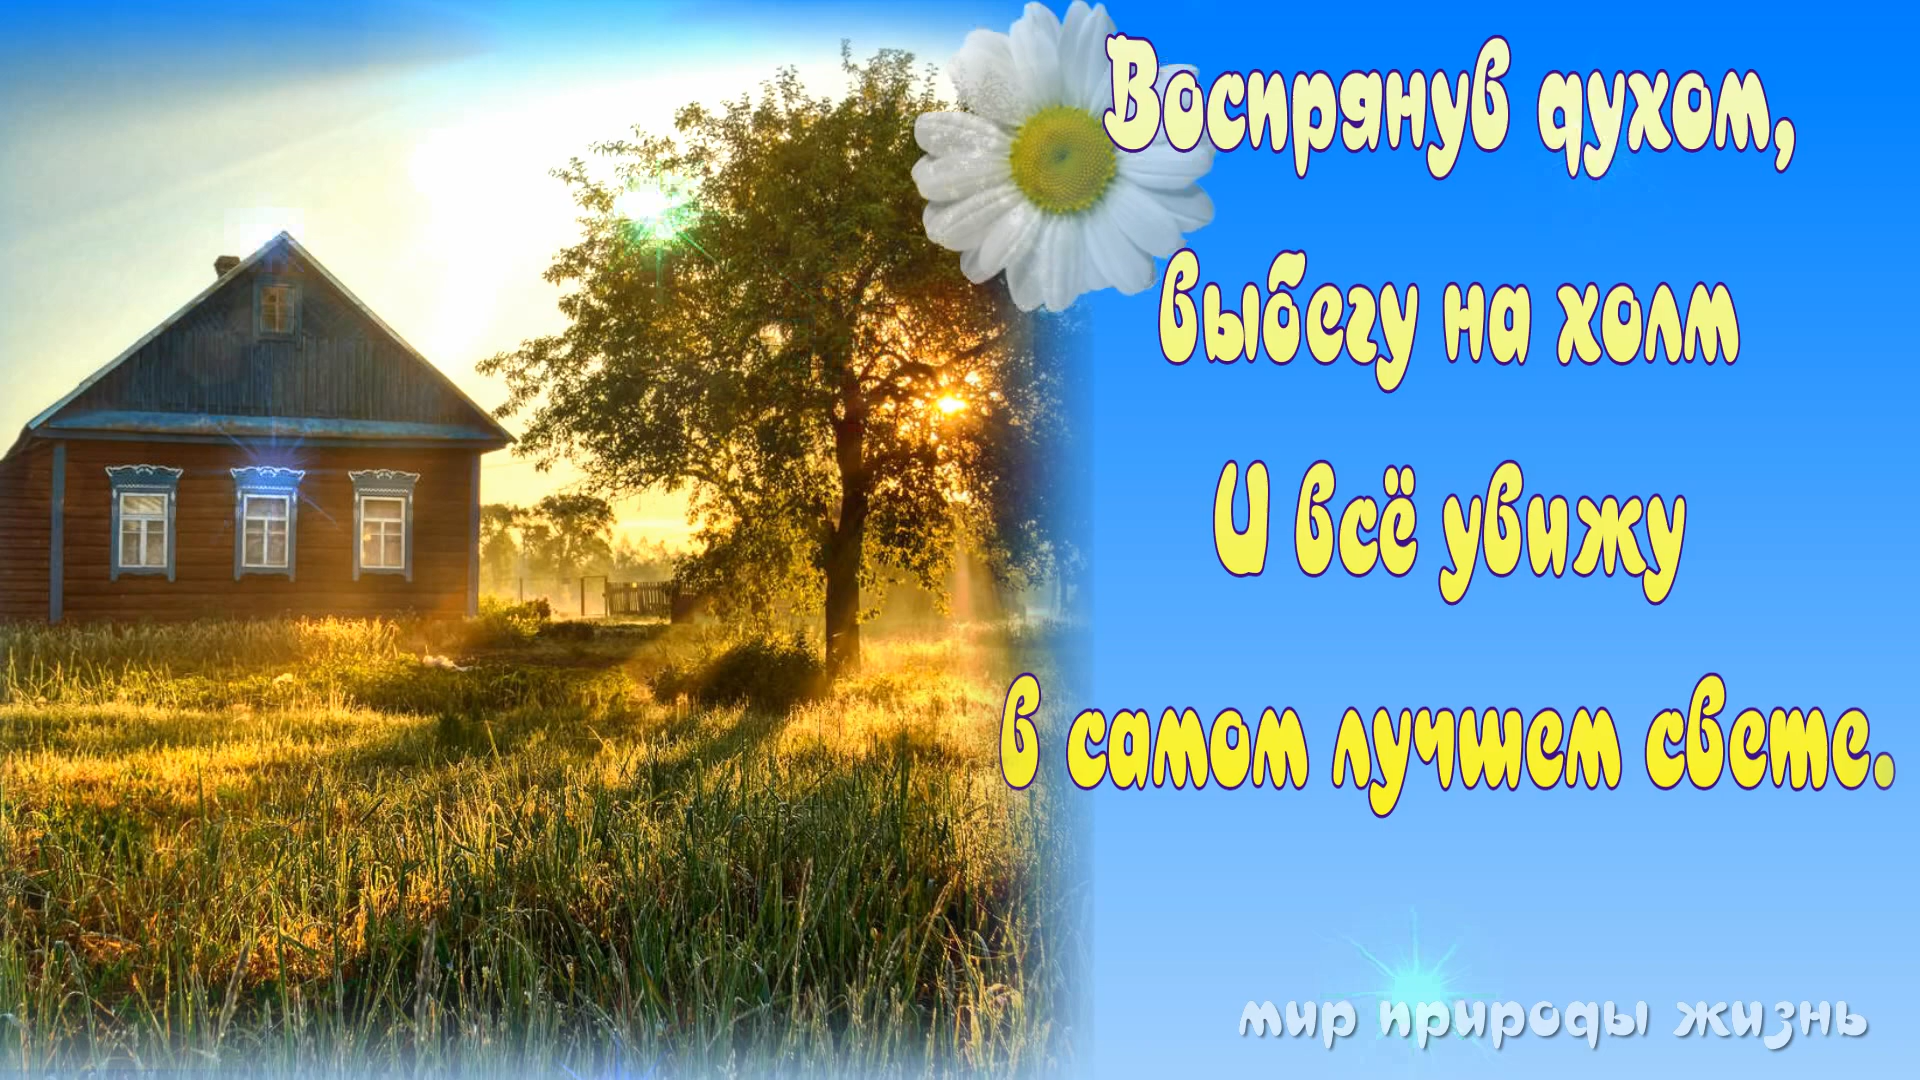 Воспрянув духом,
выбегу на холм
И всё увижу
в самом лучшем свете.
мир природы жизнь